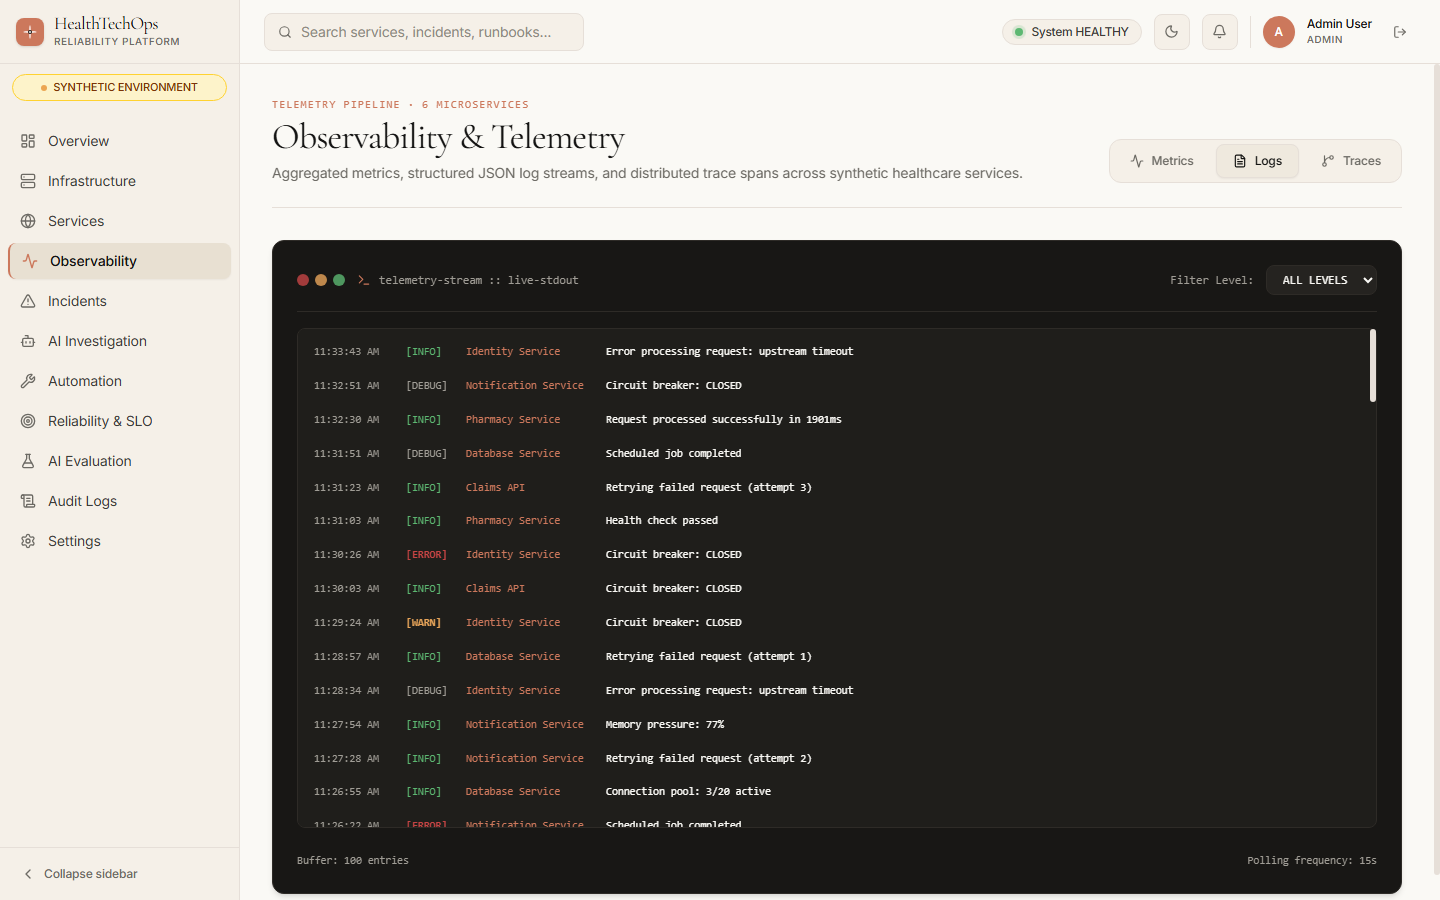 HealthTechOps
RELIABILITY PLATFORM
Search services, incidents, runbooks...
System HEALTHY
A
Admin User
ADMIN
SYNTHETIC ENVIRONMENT
Overview
Infrastructure
Services
Observability
Incidents
AI Investigation
Automation
Reliability & SLO
AI Evaluation
Audit Logs
Settings
Collapse sidebar
TELEMETRY PIPELINE · 6 MICROSERVICES
Observability & Telemetry
Aggregated metrics, structured JSON log streams, and distributed trace spans across synthetic healthcare services.
Metrics
Logs
Traces
telemetry-stream :: live-stdout
Filter Level: ALL LEVELS
11:33:43 AM [INFO] Identity Service Error processing request: upstream timeout
11:32:51 AM [DEBUG] Notification Service Circuit breaker: CLOSED
11:32:30 AM [INFO] Pharmacy Service Request processed successfully in 1901ms
11:31:51 AM [DEBUG] Database Service Scheduled job completed
11:31:23 AM [INFO] Claims API Retrying failed request (attempt 3)
11:31:03 AM [INFO] Pharmacy Service Health check passed
11:30:26 AM [ERROR] Identity Service Circuit breaker: CLOSED
11:30:03 AM [INFO] Claims API Circuit breaker: CLOSED
11:29:24 AM [WARN] Identity Service Circuit breaker: CLOSED
11:28:57 AM [INFO] Database Service Retrying failed request (attempt 1)
11:28:34 AM [DEBUG] Identity Service Error processing request: upstream timeout
11:27:54 AM [INFO] Notification Service Memory pressure: 77%
11:27:28 AM [INFO] Notification Service Retrying failed request (attempt 2)
11:26:55 AM [INFO] Database Service Connection pool: 3/20 active
11:26:22 AM [ERROR] Notification Service Scheduled job completed
Buffer: 100 entries
Polling frequency: 15s